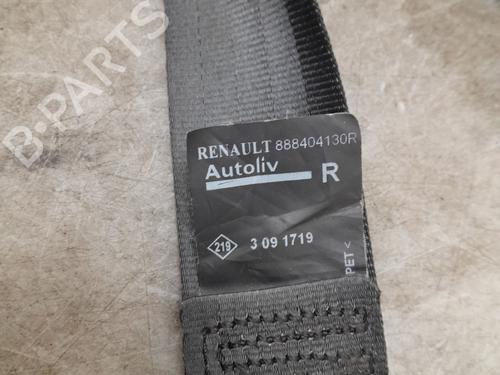 B-PARTS
RENAULT 888404130R
Autoliv
R
219 3 09 1719
PET <